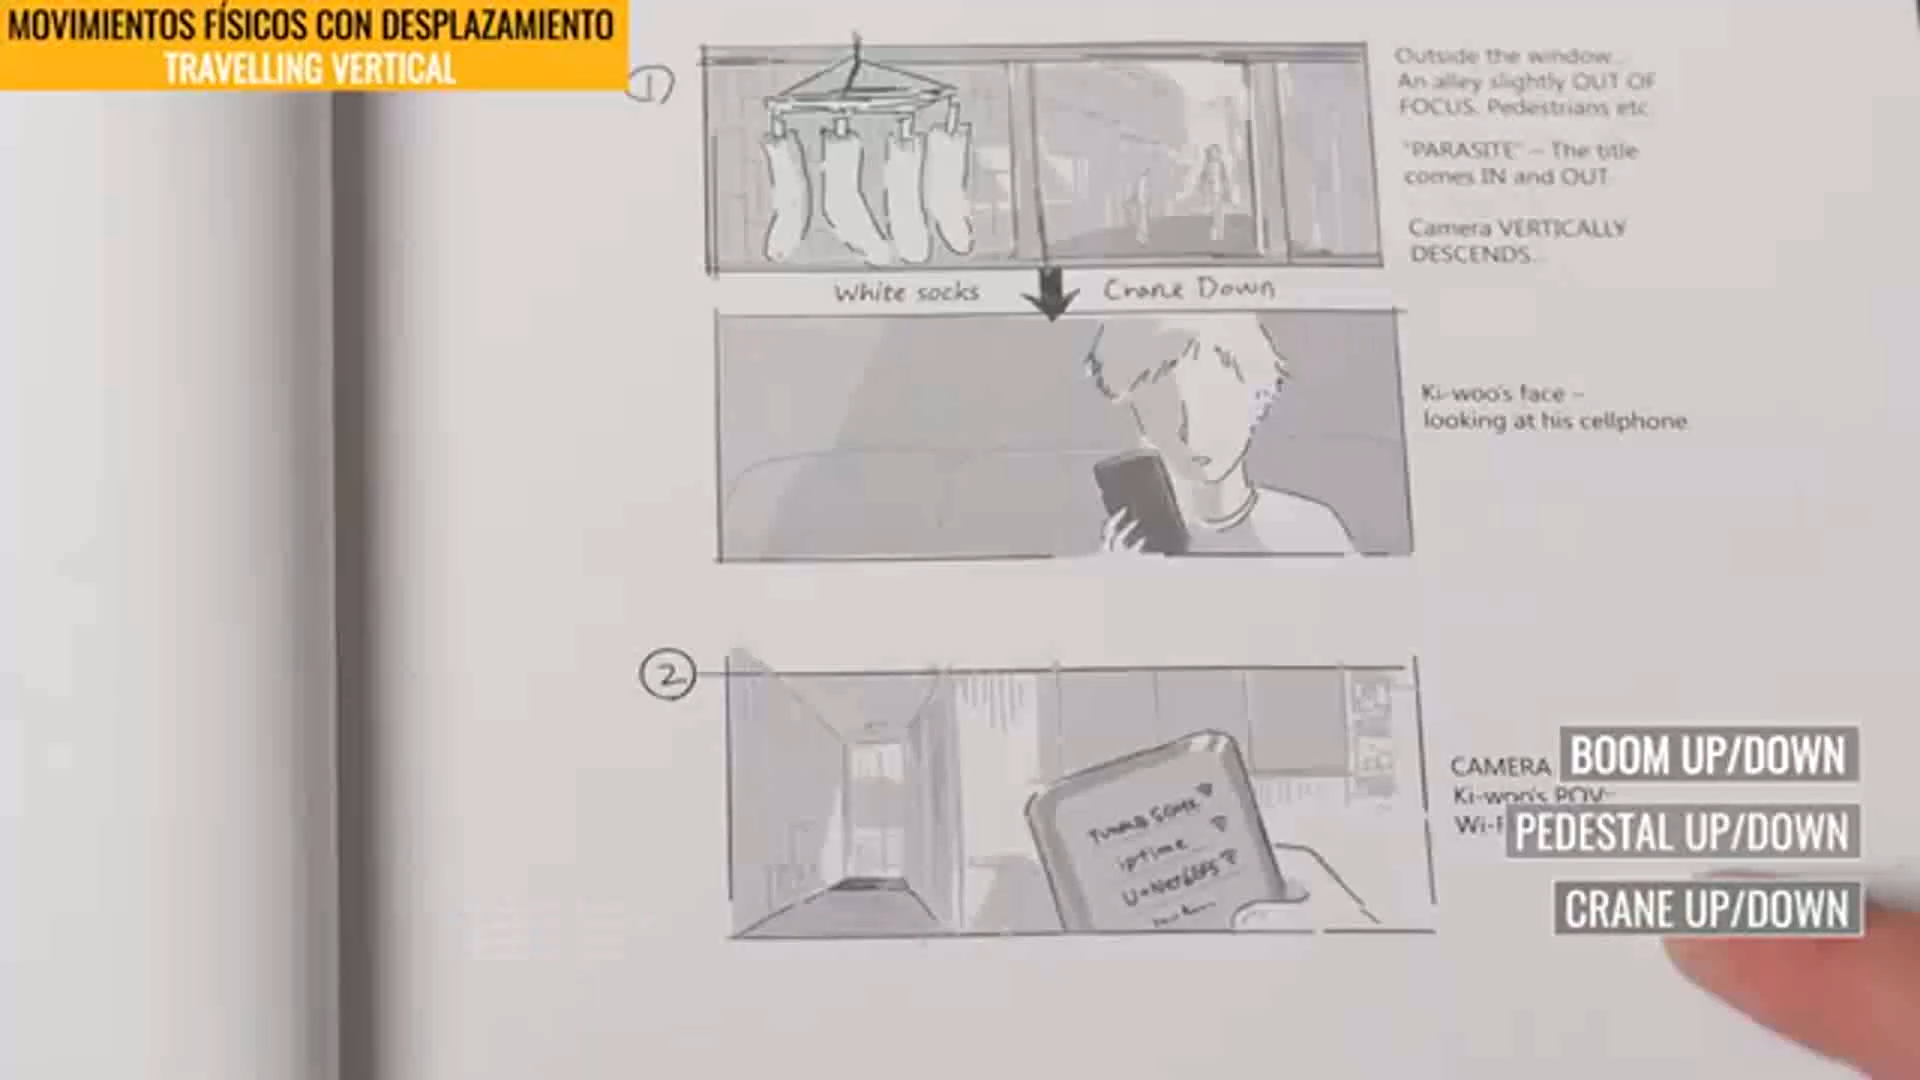 MOVIMIENTOS FÍSICOS CON DESPLAZAMIENTO
TRAVELLING VERTICAL
1
Outside the window...
An alley slightly OUT OF
FOCUS. Pedestrians etc.
"PARASITE" – The title
comes IN and OUT.
Camera VERTICALLY
DESCENDS...
White socks
Crane Down
Ki-woo's face –
looking at his cellphone.
2
iptime
CAMERA
Ki-woo's POV-
BOOM UP/DOWN
PEDESTAL UP/DOWN
CRANE UP/DOWN